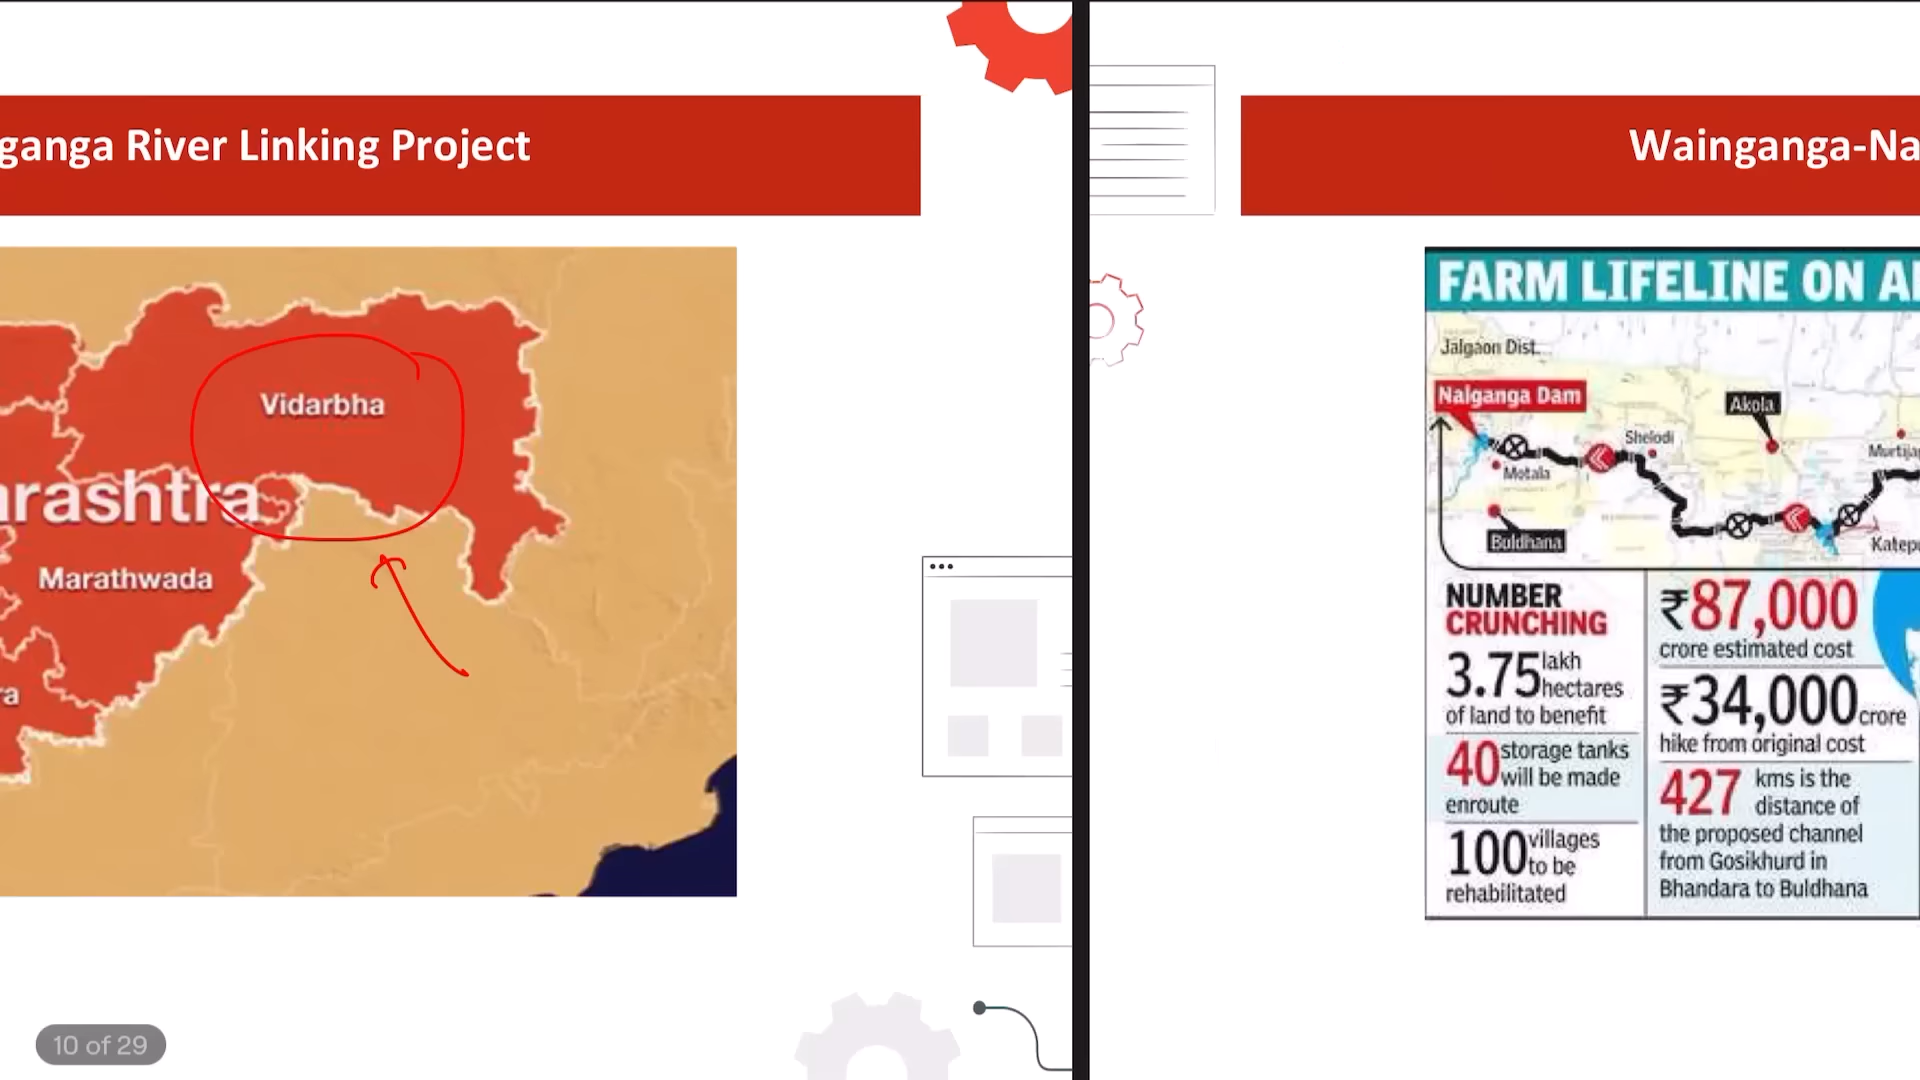 ganga River Linking Project
Vidarbha
rashtra
Marathwada
ra
10 of 29
Wainganga-Na
FARM LIFELINE ON A
Jalgaon Dist.
Nalganga Dam
Akola
Shelodi
Murtija
Motala
Buldhana
Katepu
NUMBER
CRUNCHING
3.75 lakh
hectares
of land to benefit
40 storage tanks
will be made
enroute
100 villages
to be
rehabilitated
₹87,000
crore estimated cost
₹34,000 crore
hike from original cost
427 kms is the
distance of
the proposed channel
from Gosikhurd in
Bhandara to Buldhana